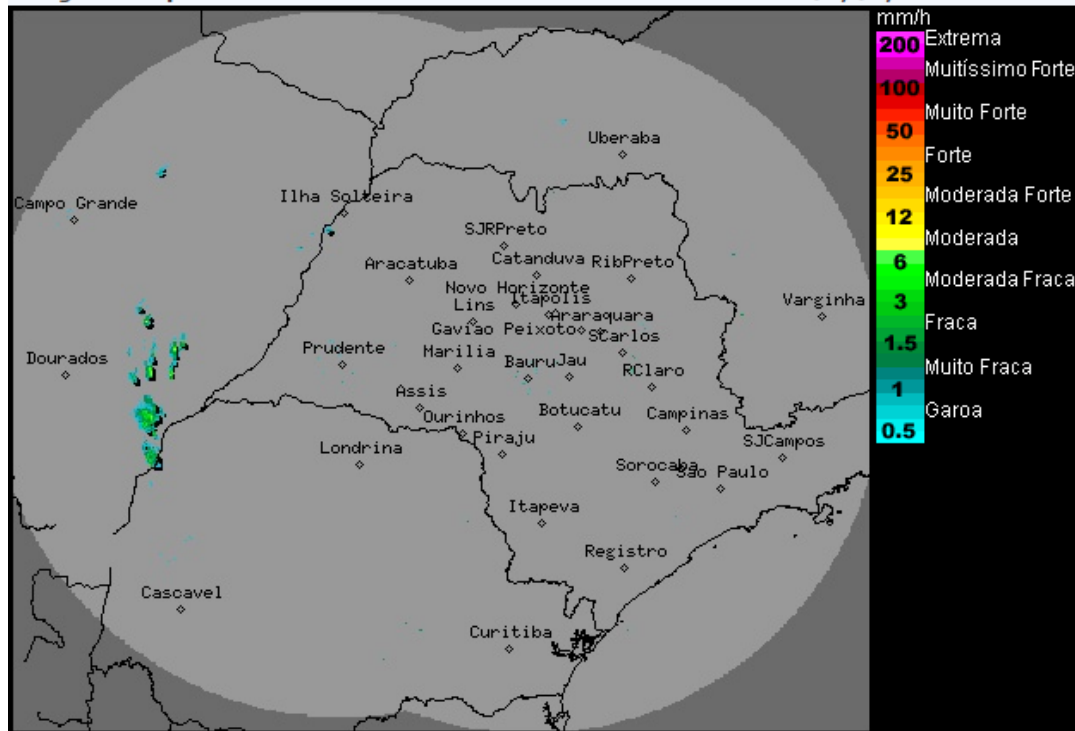 mm/h
200 Extrema
Muitíssimo Forte
100
Muito Forte
50
Forte
25
Moderada Forte
12
Moderada
6
Moderada Fraca
3
Fraca
1.5
Muito Fraca
1
Garoa
0.5
Uberaba
Campo Grande
Ilha Solteira
SJRPreto
Aracatuba
Catanduva
RibPreto
Novo Horizonte
Lins
Itapolis
Araraquara
Varginha
Gaviao Peixoto
SCarlos
Dourados
Prudente
Marilia
Bauru
Jau
RClaro
Assis
Ourinhos
Botucatu
Campinas
Piraju
Londrina
SJCampos
Sorocaba
Sao Paulo
Itapeva
Registro
Cascavel
Curitiba